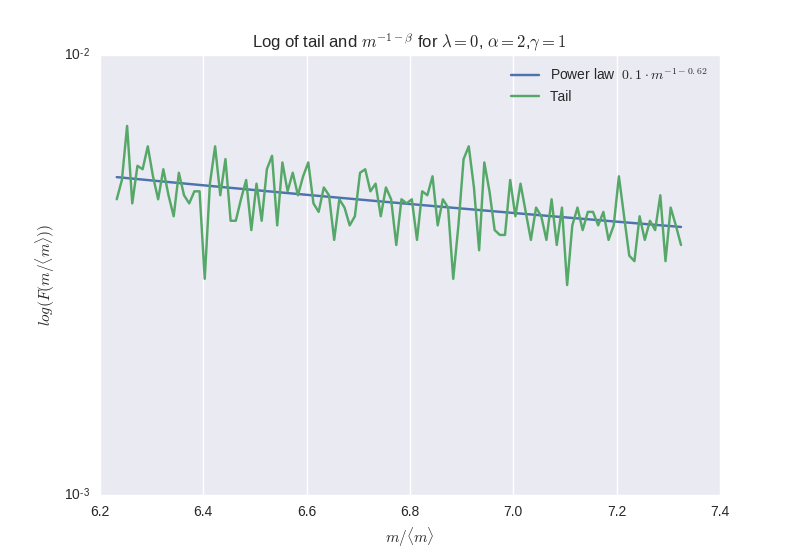 Log of tail and m^{-1-β} for λ=0, α=2,γ=1
10^{-2}
Power law 0.1·m^{-1-0.62}
Tail
log(F(m/⟨m⟩))
10^{-3}
6.2 6.4 6.6 6.8 7.0 7.2 7.4
m/⟨m⟩